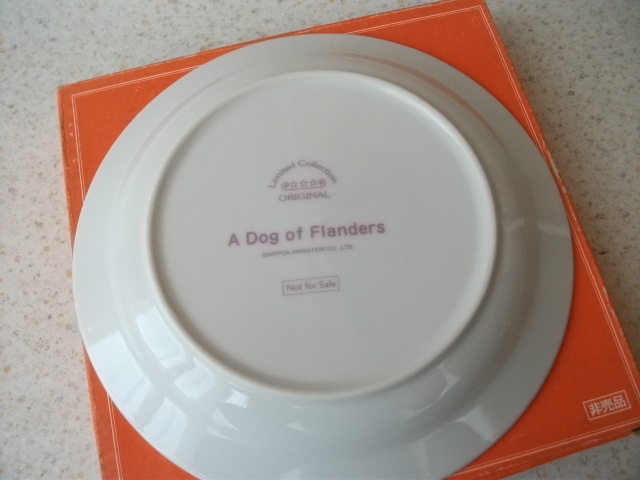 Limited Collection
ORIGINAL
A Dog of Flanders
©NIPPON ANIMATION CO., LTD.
Not for Sale
非売品